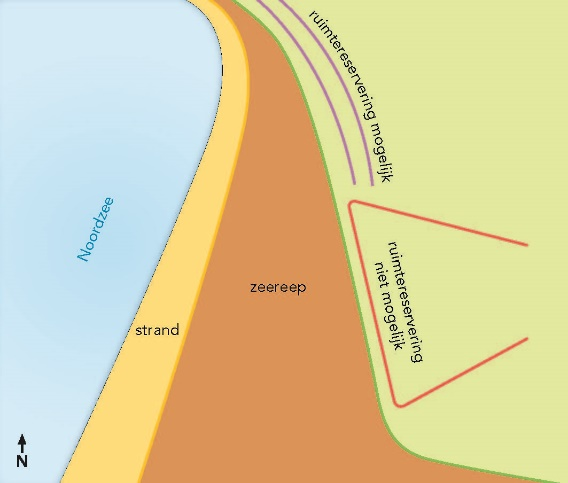 ruimtereservering mogelijk
Noordzee
ruimtereservering
niet mogelijk
zeereep
strand
N